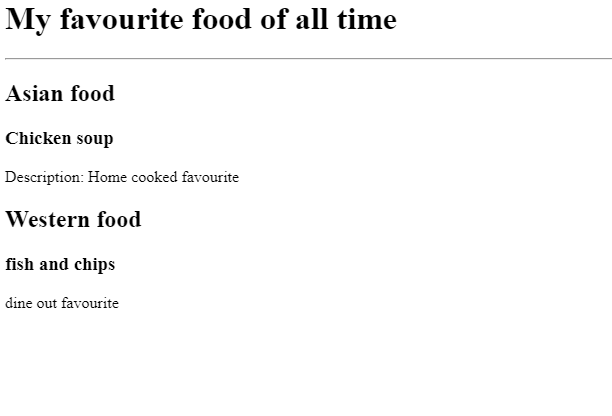 My favourite food of all time
Asian food
Chicken soup
Description: Home cooked favourite
Western food
fish and chips
dine out favourite